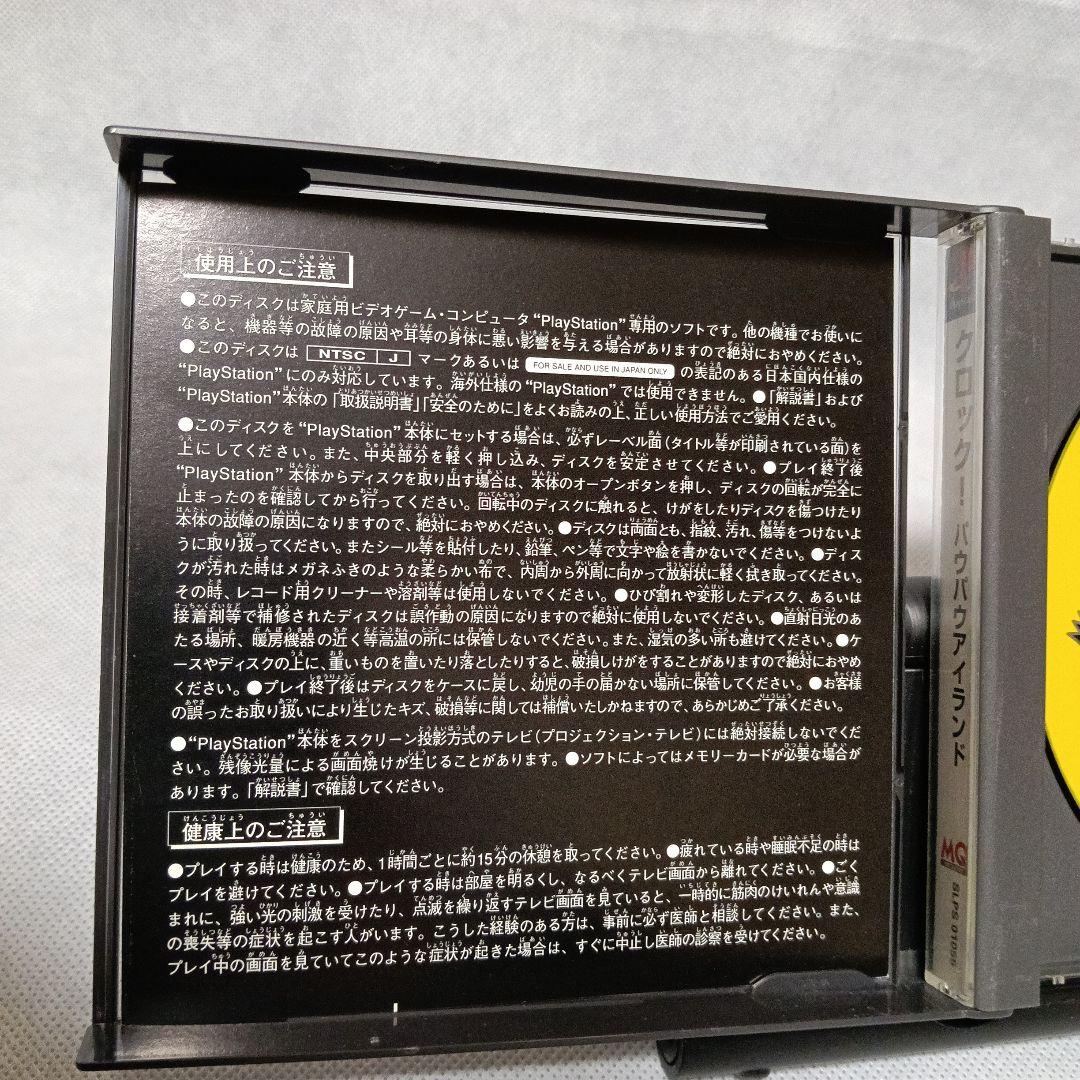 使用上のご注意
●このディスクは家庭用ビデオゲーム・コンピュータ“PlayStation”専用のソフトです。他の機種でお使いに
なると、機器等の故障の原因や耳等の身体に悪い影響を与える場合がありますので絶対におやめください。
●このディスクは NTSC J マークあるいは FOR SALE AND USE IN JAPAN ONLY の表記のある日本国内仕様の
“PlayStation”にのみ対応しています。海外仕様の“PlayStation”では使用できません。●「解説書」および
“PlayStation”本体の「取扱説明書」「安全のために」をよくお読みの上、正しい使用方法でご愛用ください。
●このディスクを“PlayStation”本体にセットする場合は、必ずレーベル面(タイトル等が印刷されている面)を
上にしてください。また、中央部分を軽く押し込み、ディスクを安定させてください。●プレイ終了後
“PlayStation”本体からディスクを取り出す場合は、本体のオープンボタンを押し、ディスクの回転が完全に
止まったのを確認してから行ってください。回転中のディスクに触れると、けがをしたりディスクを傷つけたり
本体の故障の原因になりますので、絶対におやめください。●ディスクは両面とも、指紋、汚れ、傷等をつけないよ
うに取り扱ってください。またシール等を貼付したり、鉛筆、ペン等で文字や絵を書かないでください。●ディス
クが汚れた時はメガネふきのような柔らかい布で、内周から外周に向かって放射状に軽く拭き取ってください。
その時、レコード用クリーナーや溶剤等は使用しないでください。●ひび割れや変形したディスク、あるいは
接着剤等で補修されたディスクは誤作動の原因になりますので絶対に使用しないでください。●直射日光のあ
たる場所、暖房機器の近く等高温の所には保管しないでください。また、湿気の多い所も避けてください。●ケ
ースやディスクの上に、重いものを置いたり落としたりすると、破損しけがをすることがありますので絶対におやめ
ください。●プレイ終了後はディスクをケースに戻し、幼児の手の届かない場所に保管してください。●お客様
の誤ったお取り扱いにより生じたキズ、破損等に関しては補償いたしかねますので、あらかじめご了承ください。
●“PlayStation”本体をスクリーン投影方式のテレビ(プロジェクション・テレビ)には絶対接続しないでくだ
さい。残像光量による画面焼けが生じることがあります。●ソフトによってはメモリーカードが必要な場合が
あります。「解説書」で確認してください。
健康上のご注意
●プレイする時は健康のため、1時間ごとに約15分の休憩を取ってください。●疲れている時や睡眠不足の時は
プレイを避けてください。●プレイする時は部屋を明るくし、なるべくテレビ画面から離れてください。●ごく
まれに、強い光の刺激を受けたり、点滅を繰り返すテレビ画面を見ていると、一時的に筋肉のけいれんや意識
の喪失等の症状を起こす人がいます。こうした経験のある方は、事前に必ず医師と相談してください。また、
プレイ中の画面を見ていてこのような症状が起きた場合は、すぐに中止し医師の診察を受けてください。
クロック！パウパウアイランド
MQ
SLPS 01055